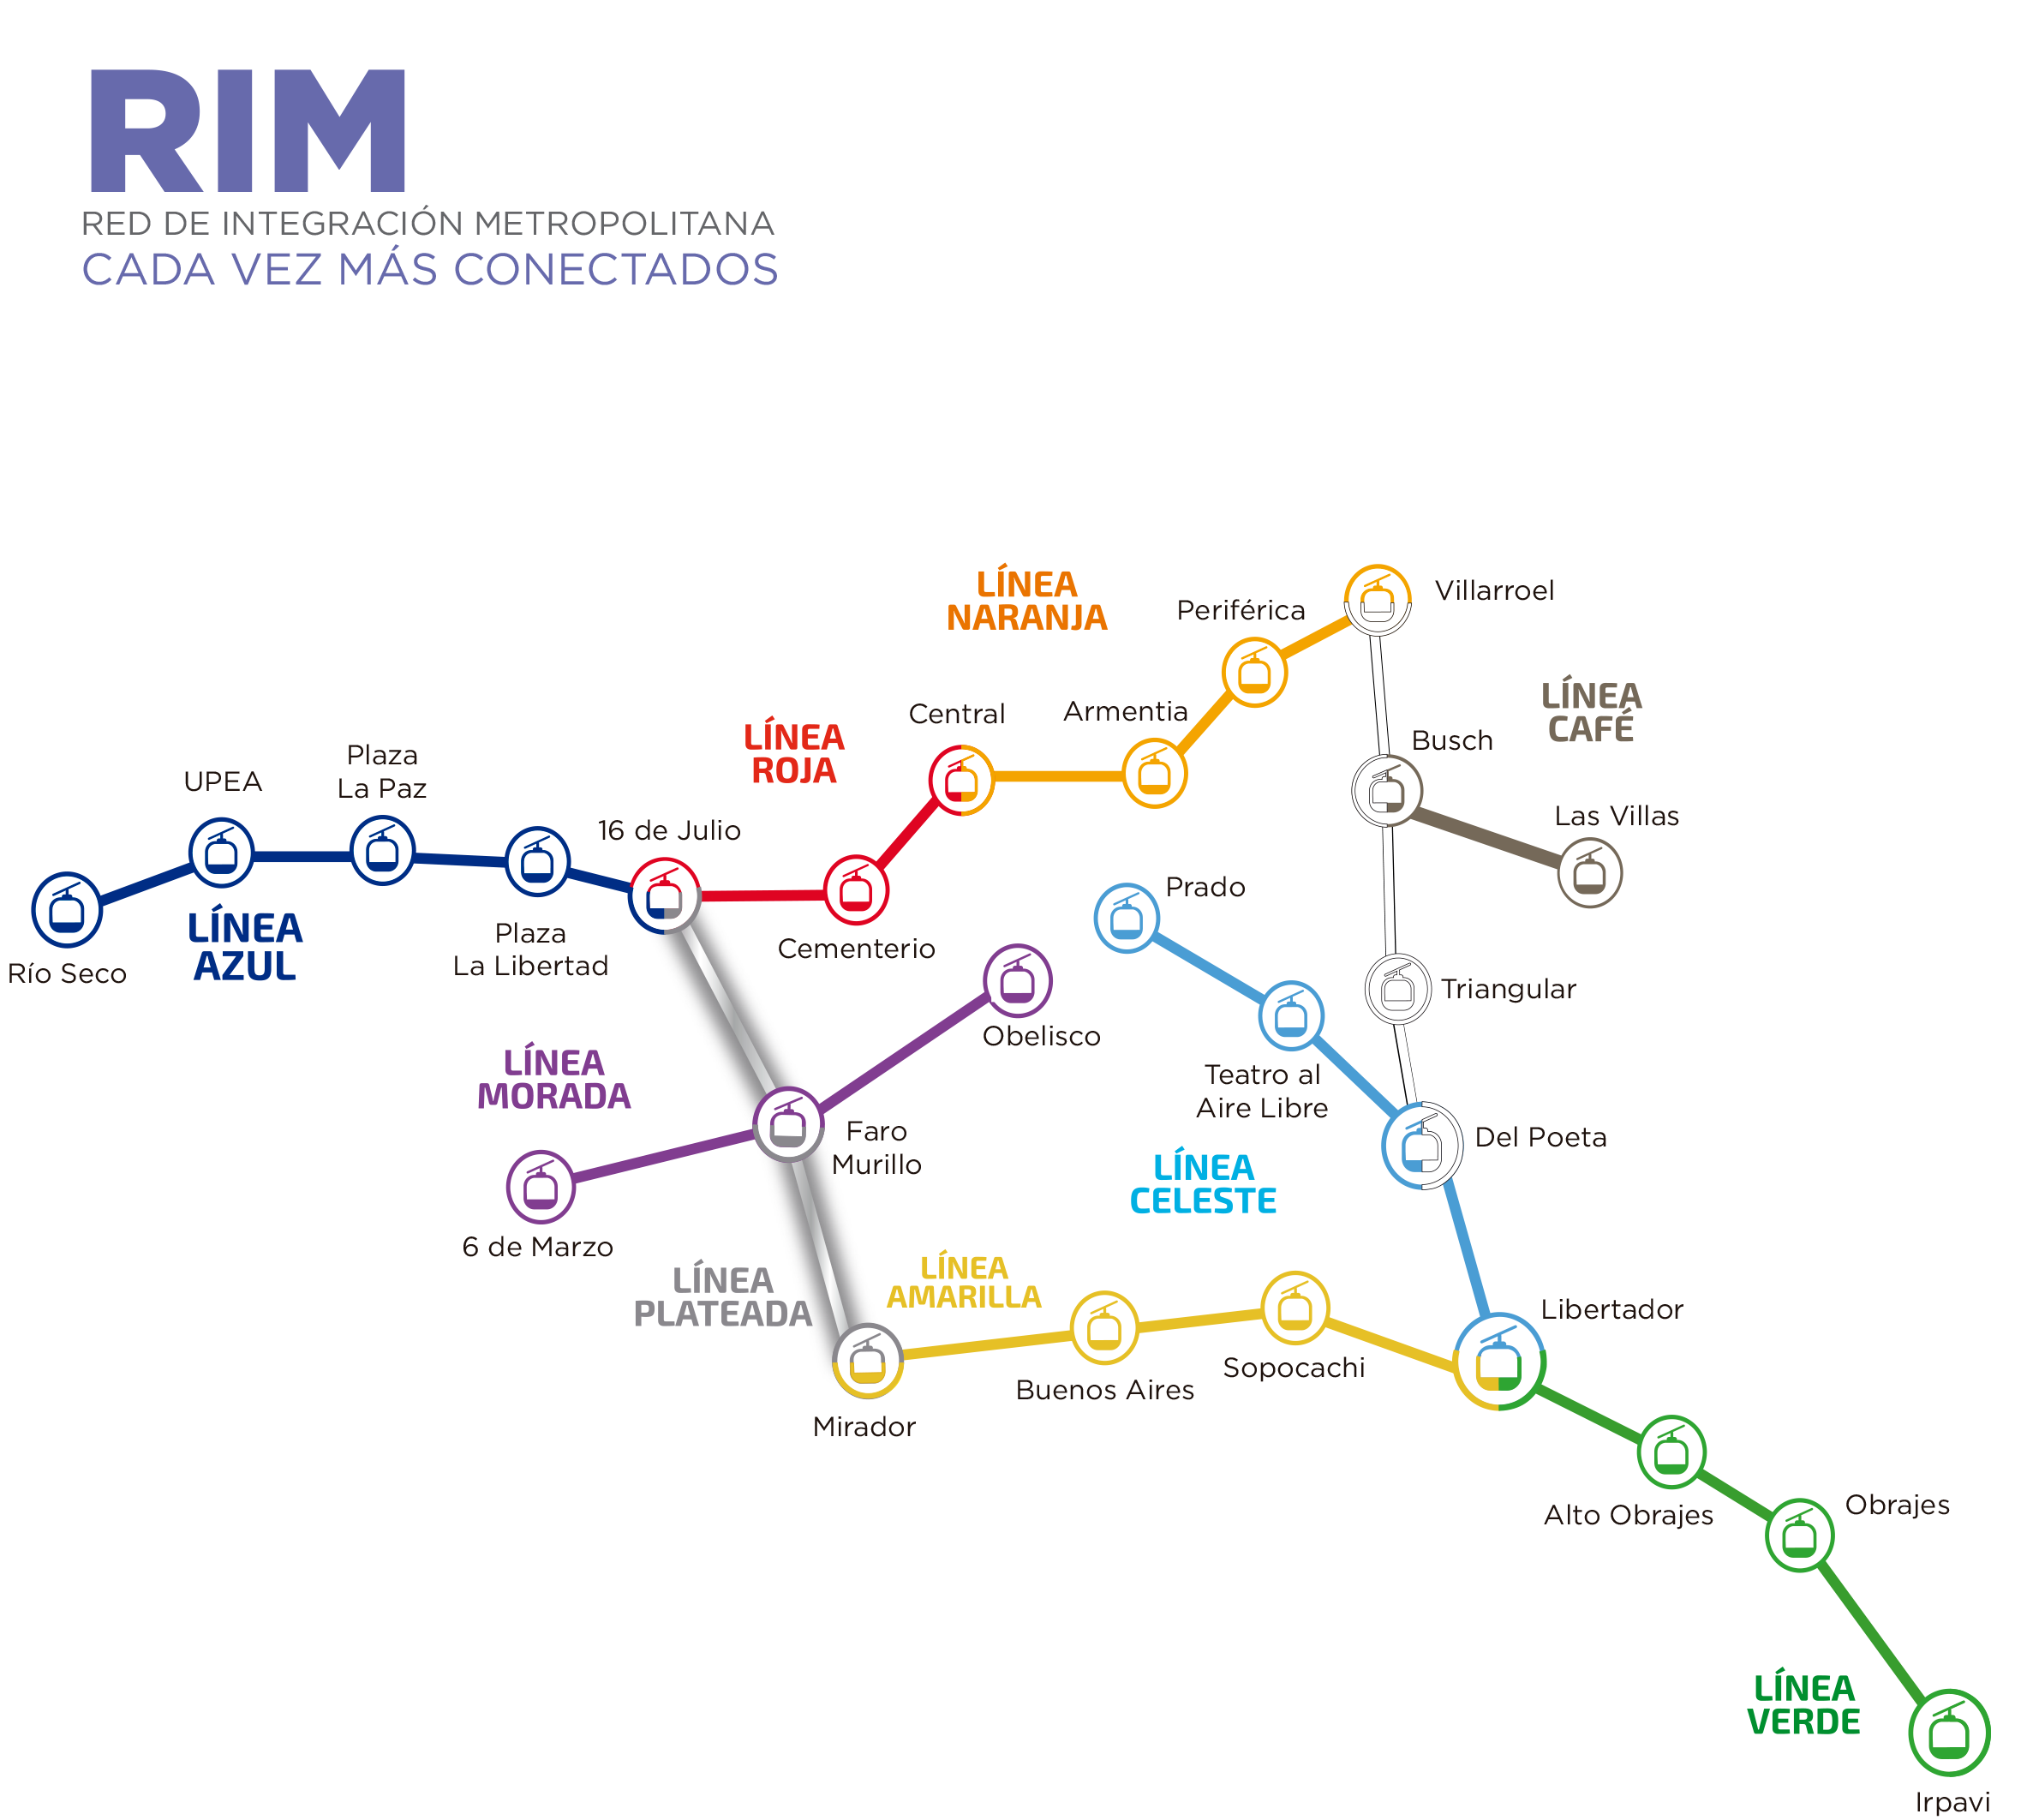 RIM
RED DE INTEGRACIÓN METROPOLITANA
CADA VEZ MÁS CONECTADOS
LÍNEA
NARANJA
Villarroel
Periférica
LÍNEA
CAFÉ
Central
Armentia
Busch
LÍNEA
ROJA
Plaza
La Paz
UPEA
16 de Julio
Las Villas
Prado
LÍNEA
AZUL
Plaza
La Libertad
Cementerio
Río Seco
Triangular
Obelisco
LÍNEA
MORADA
Teatro al
Aire Libre
Faro
Murillo
Del Poeta
LÍNEA
CELESTE
6 de Marzo
LÍNEA
PLATEADA
LÍNEA
AMARILLA
Libertador
Sopocachi
Buenos Aires
Mirador
Alto Obrajes
Obrajes
LÍNEA
VERDE
Irpavi